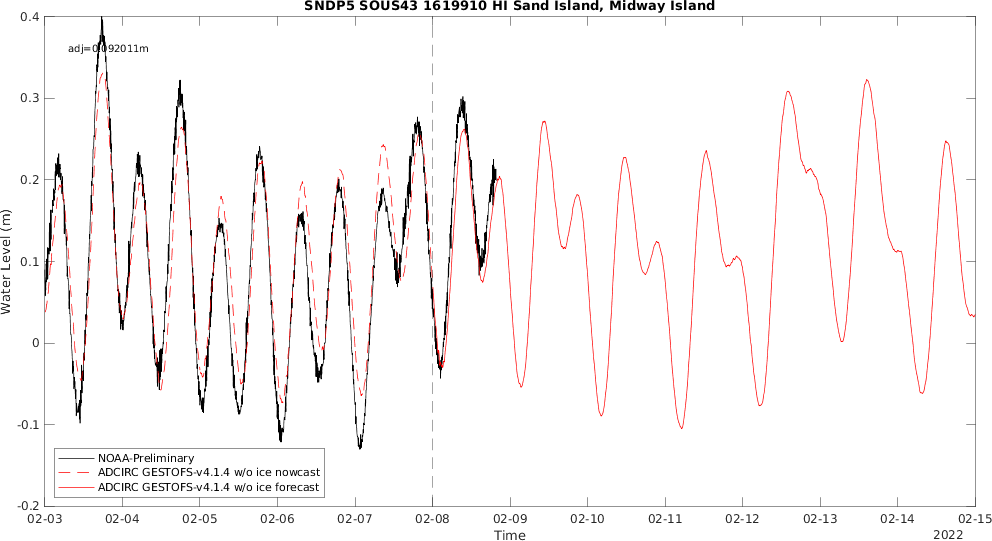 SNDP5 SOUS43 1619910 HI Sand Island, Midway Island
adj=0.092011m
Water Level (m)
0.4
0.3
0.2
0.1
0
-0.1
-0.2
NOAA-Preliminary
ADCIRC GESTOFS-v4.1.4 w/o ice nowcast
ADCIRC GESTOFS-v4.1.4 w/o ice forecast
02-03 02-04 02-05 02-06 02-07 02-08 02-09 02-10 02-11 02-12 02-13 02-14 02-15
Time
2022